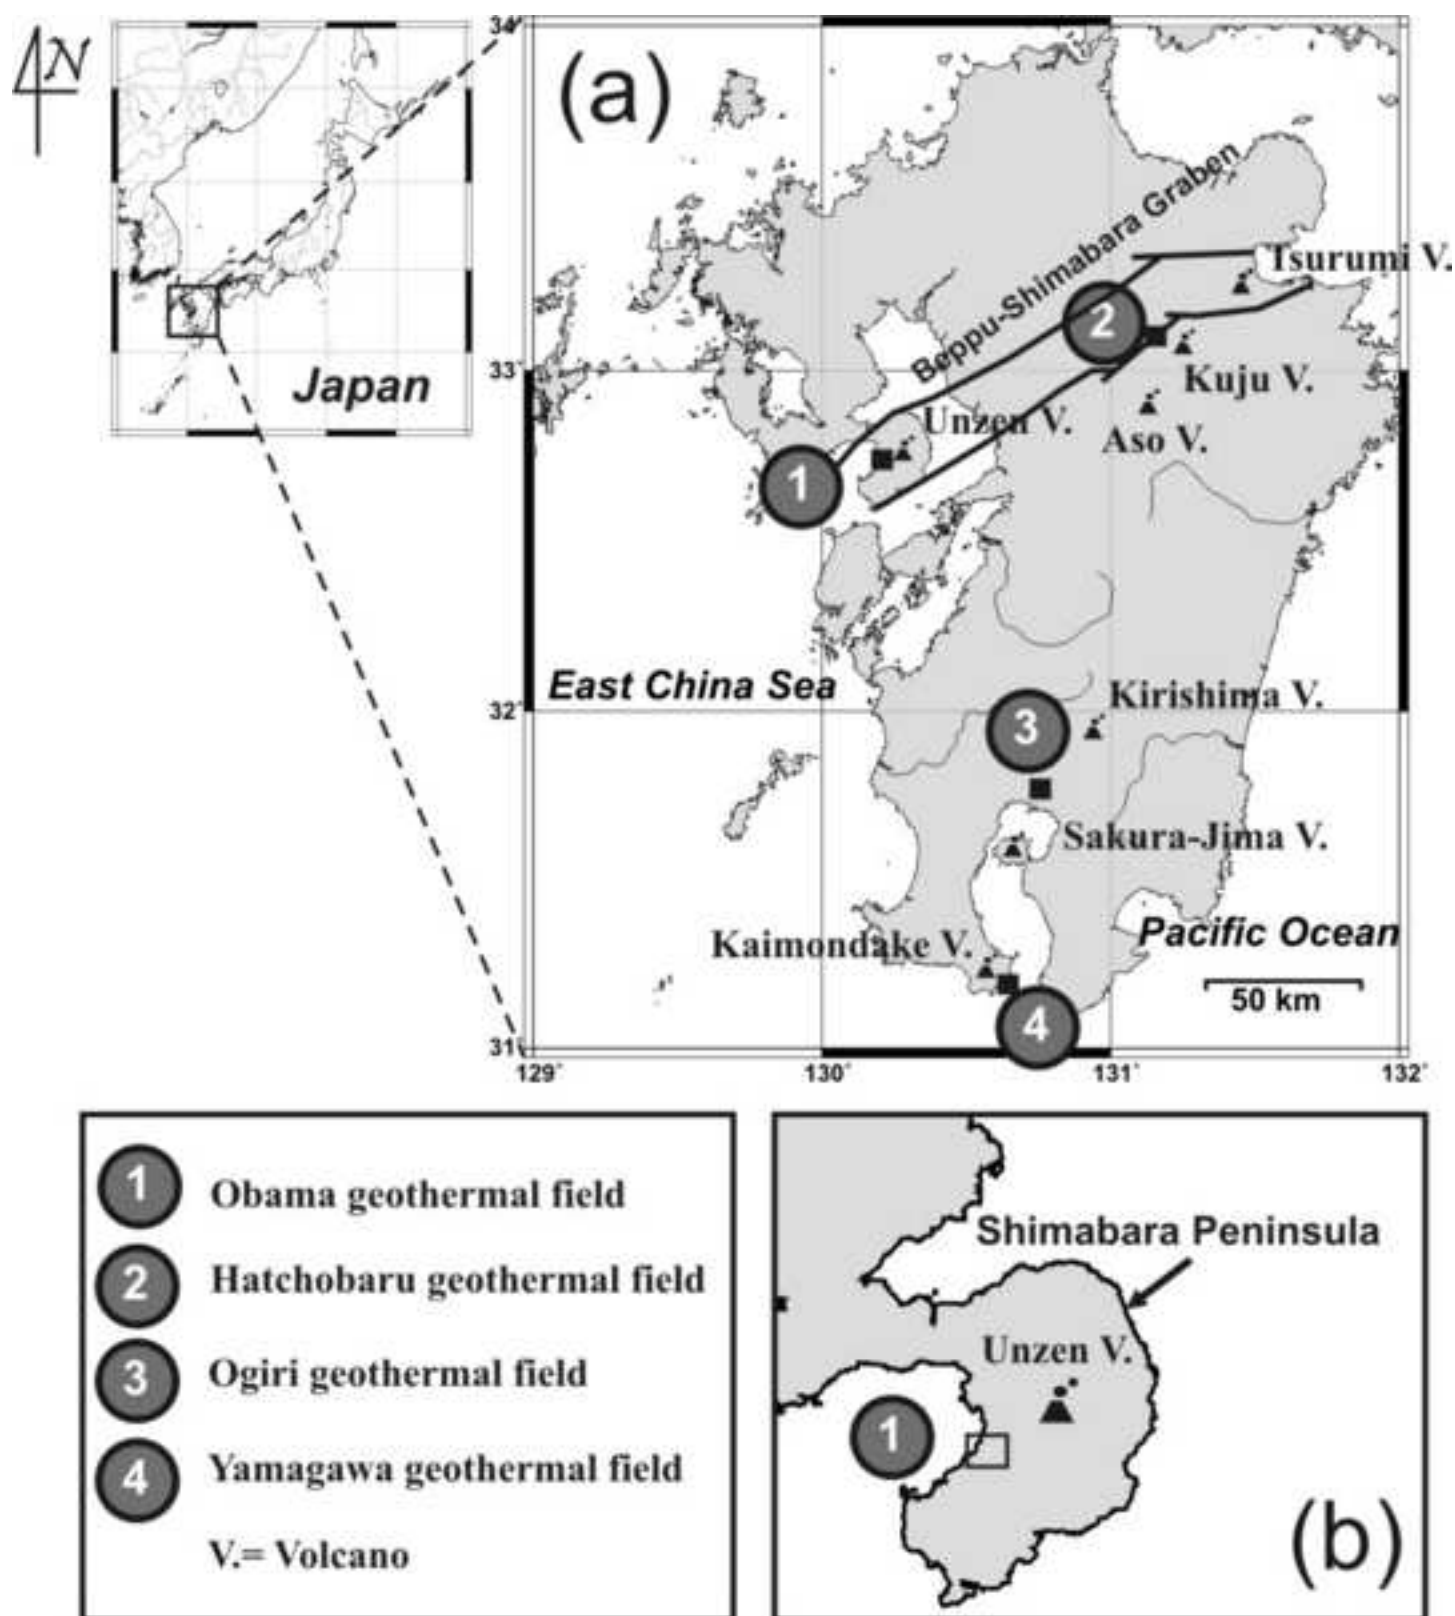 N
Japan
(a)
34°
33°
32°
31°
129°
130°
131°
132°
Beppu-Shimabara Graben
Tsurumi V.
2
Kuju V.
Unzen V.
Aso V.
1
East China Sea
Kirishima V.
3
Sakura-Jima V.
Kaimondake V.
Pacific Ocean
50 km
4
1 Obama geothermal field
2 Hatchobaru geothermal field
3 Ogiri geothermal field
4 Yamagawa geothermal field
V.= Volcano
Shimabara Peninsula
Unzen V.
1
(b)